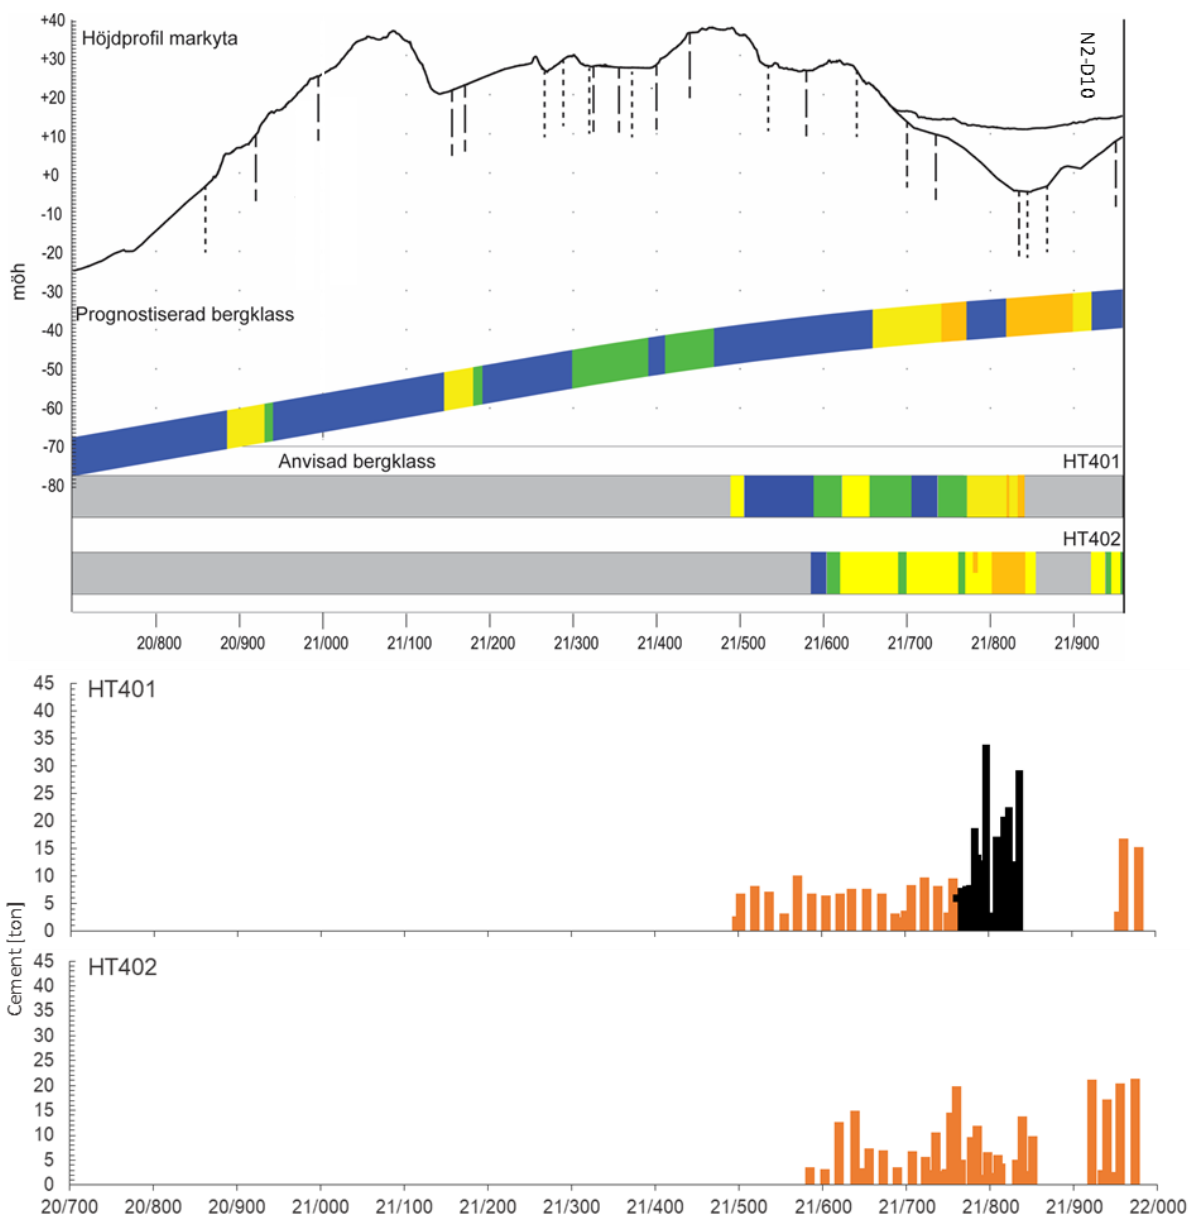 +40
Höjdprofil markyta
+30
+20
+10
+0
-10
-20
-30
-40
-50
-60
-70
-80
möh
N2-D10
Prognostiserad bergklass
Anvisad bergklass
HT401
HT402
20/800 20/900 21/000 21/100 21/200 21/300 21/400 21/500 21/600 21/700 21/800 21/900
HT401
45
40
35
30
25
20
15
10
5
0
Cement [ton]
HT402
45
40
35
30
25
20
15
10
5
0
20/700 20/800 20/900 21/000 21/100 21/200 21/300 21/400 21/500 21/600 21/700 21/800 21/900 22/000